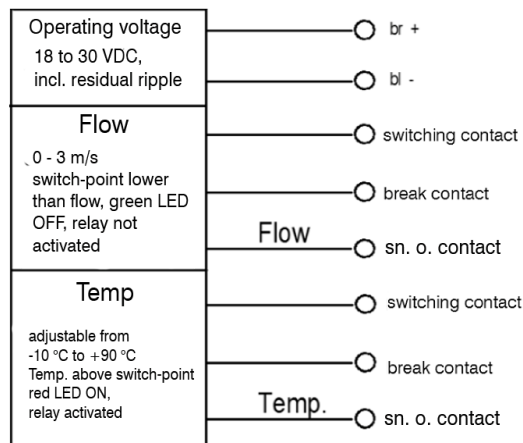 Operating voltage
18 to 30 VDC,
incl. residual ripple
br +
bl -
Flow
0 - 3 m/s
switch-point lower
than flow, green LED
OFF, relay not
activated
switching contact
break contact
Flow
sn. o. contact
Temp
adjustable from
-10 °C to +90 °C
Temp. above switch-point
red LED ON,
relay activated
switching contact
break contact
Temp.
sn. o. contact